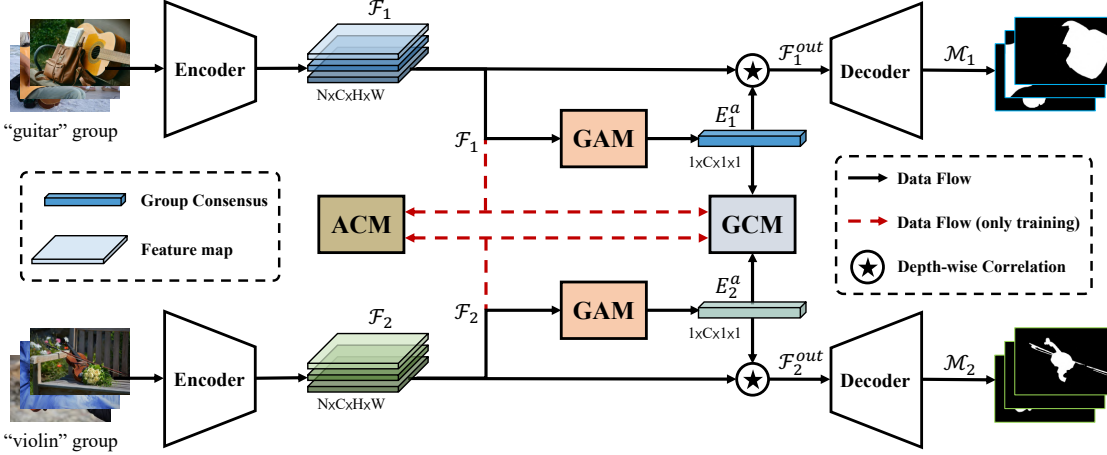 Encoder
"guitar" group
ℱ₁
NxCxHxW
ℱ₁
GAM
E₁ᵃ
1xCx1x1
ℱ₁ᵒᵘᵗ
Decoder
ℳ₁
Group Consensus
Feature map
ACM
GCM
Data Flow
Data Flow (only training)
Depth-wise Correlation
Encoder
"violin" group
ℱ₂
NxCxHxW
ℱ₂
GAM
E₂ᵃ
1xCx1x1
ℱ₂ᵒᵘᵗ
Decoder
ℳ₂